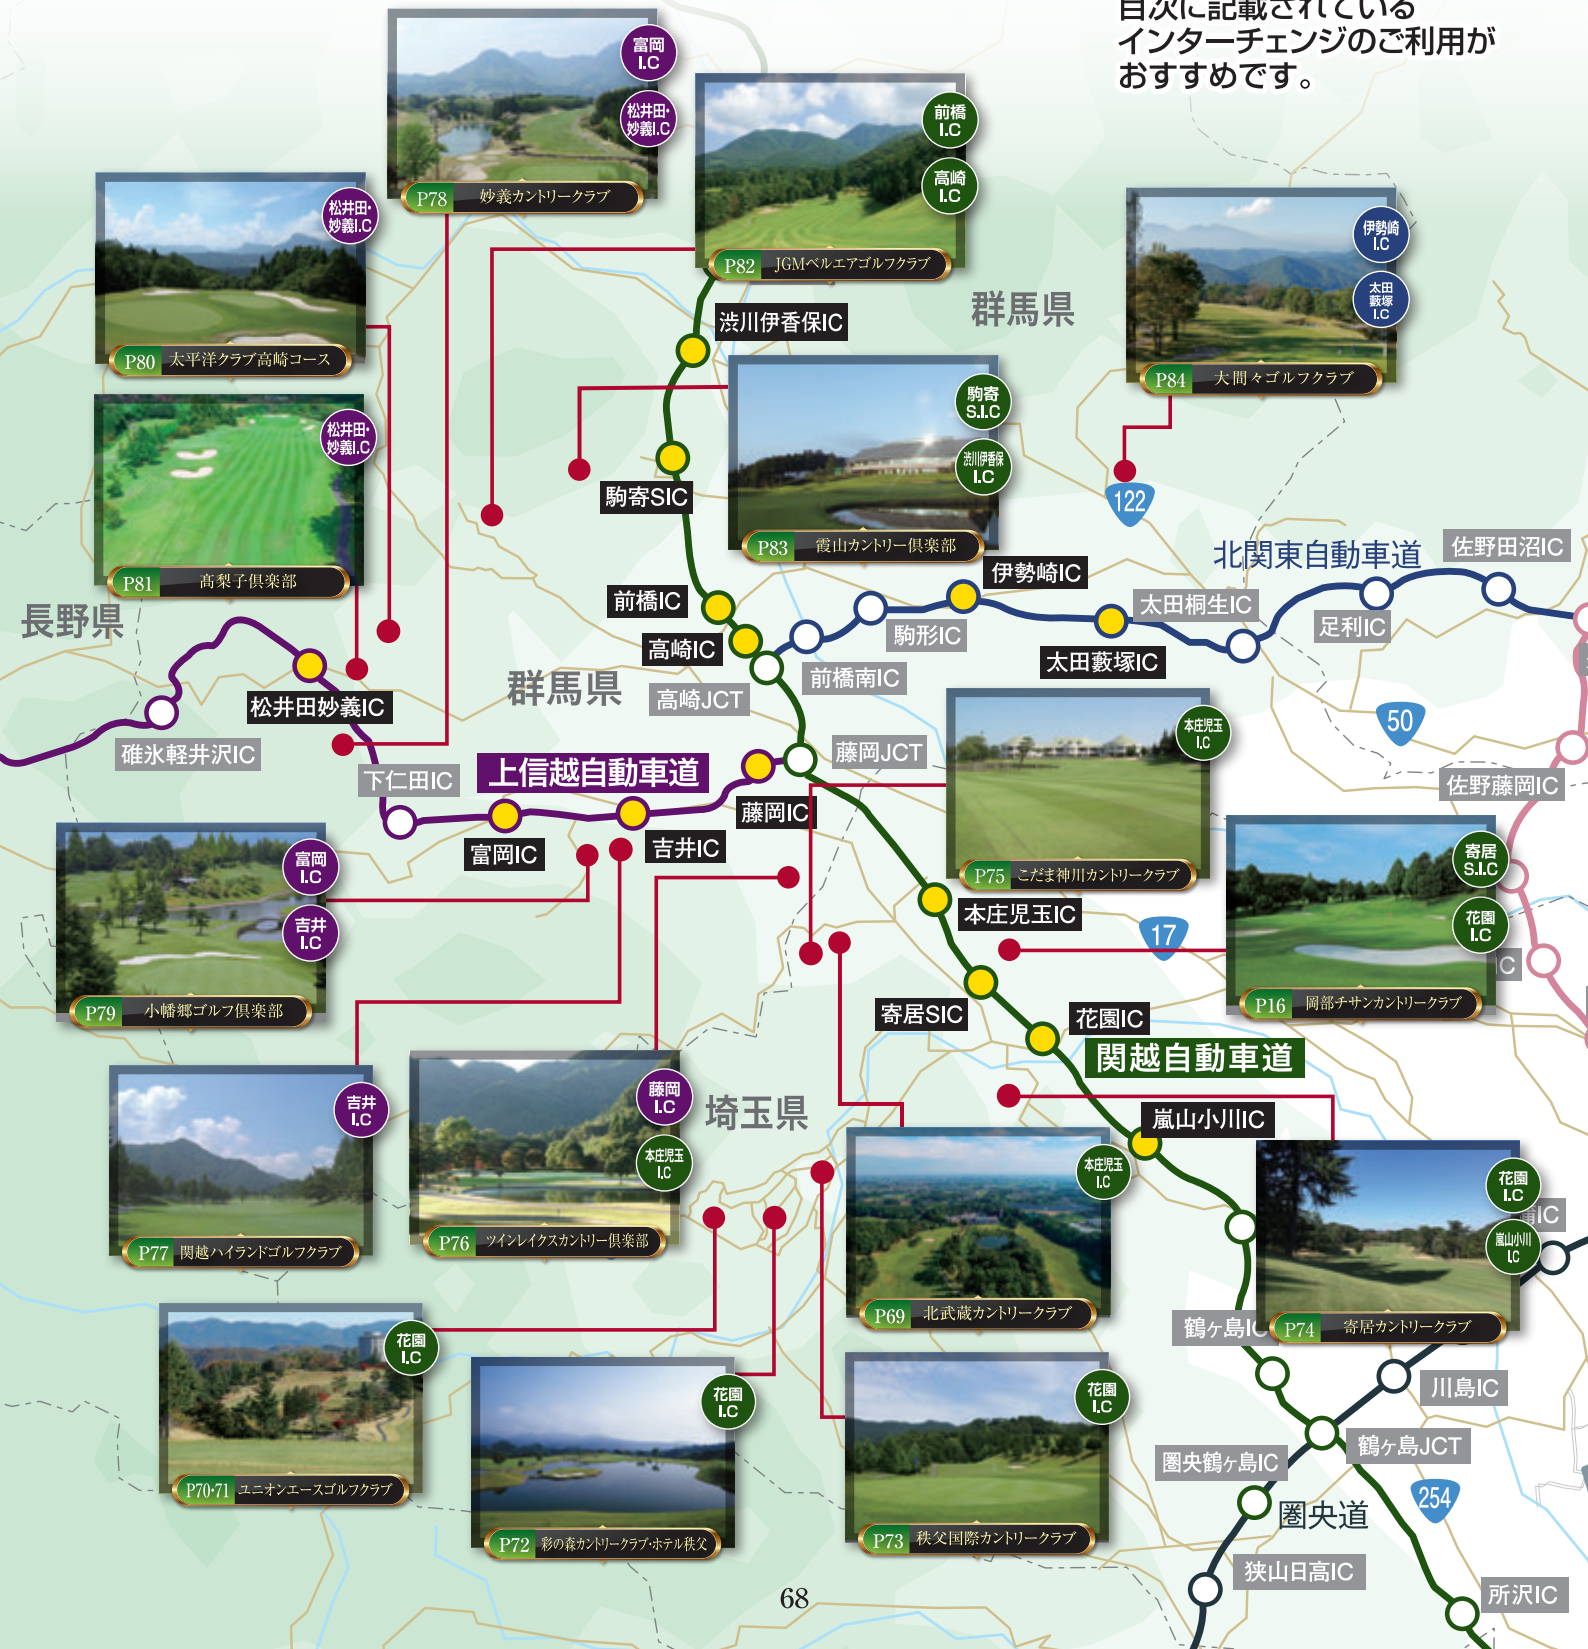 目次に記載されている
インターチェンジのご利用が
おすすめです。
富岡
I.C
松井田・
妙義I.C
P78 妙義カントリークラブ
前橋
I.C
高崎
I.C
P82 JGMベルエアゴルフクラブ
松井田・
妙義I.C
P80 太平洋クラブ高崎コース
伊勢崎
I.C
太田
藪塚
I.C
P84 大間々ゴルフクラブ
群馬県
渋川伊香保IC
駒寄
S.I.C
渋川伊香保
I.C
P83 霞山カントリー倶楽部
松井田・
妙義I.C
P81 高梨子倶楽部
駒寄SIC
122
北関東自動車道
佐野田沼IC
伊勢崎IC
前橋IC
太田桐生IC
長野県
駒形IC
足利IC
高崎IC
太田藪塚IC
前橋南IC
群馬県
高崎JCT
松井田妙義IC
碓氷軽井沢IC
本庄児玉
I.C
P75 こだま神川カントリークラブ
50
藤岡JCT
上信越自動車道
下仁田IC
佐野藤岡IC
藤岡IC
富岡IC
吉井IC
富岡
I.C
吉井
I.C
P79 小幡郷ゴルフ倶楽部
寄居
S.I.C
花園
I.C
P16 岡部チサンカントリークラブ
本庄児玉IC
17
C
寄居SIC
花園IC
関越自動車道
吉井
I.C
P77 関越ハイランドゴルフクラブ
藤岡
I.C
本庄児玉
I.C
P76 ツインレイクスカントリー倶楽部
埼玉県
嵐山小川IC
本庄児玉
I.C
P69 北武蔵カントリークラブ
花園
I.C
嵐山小川
I.C
P74 寄居カントリークラブ
IC
鶴ヶ島IC
花園
I.C
P70・71 ユニオンエースゴルフクラブ
花園
I.C
P72 彩の森カントリークラブ・ホテル秩父
花園
I.C
P73 秩父国際カントリークラブ
川島IC
鶴ヶ島JCT
圏央鶴ヶ島IC
254
圏央道
狭山日高IC
所沢IC
68